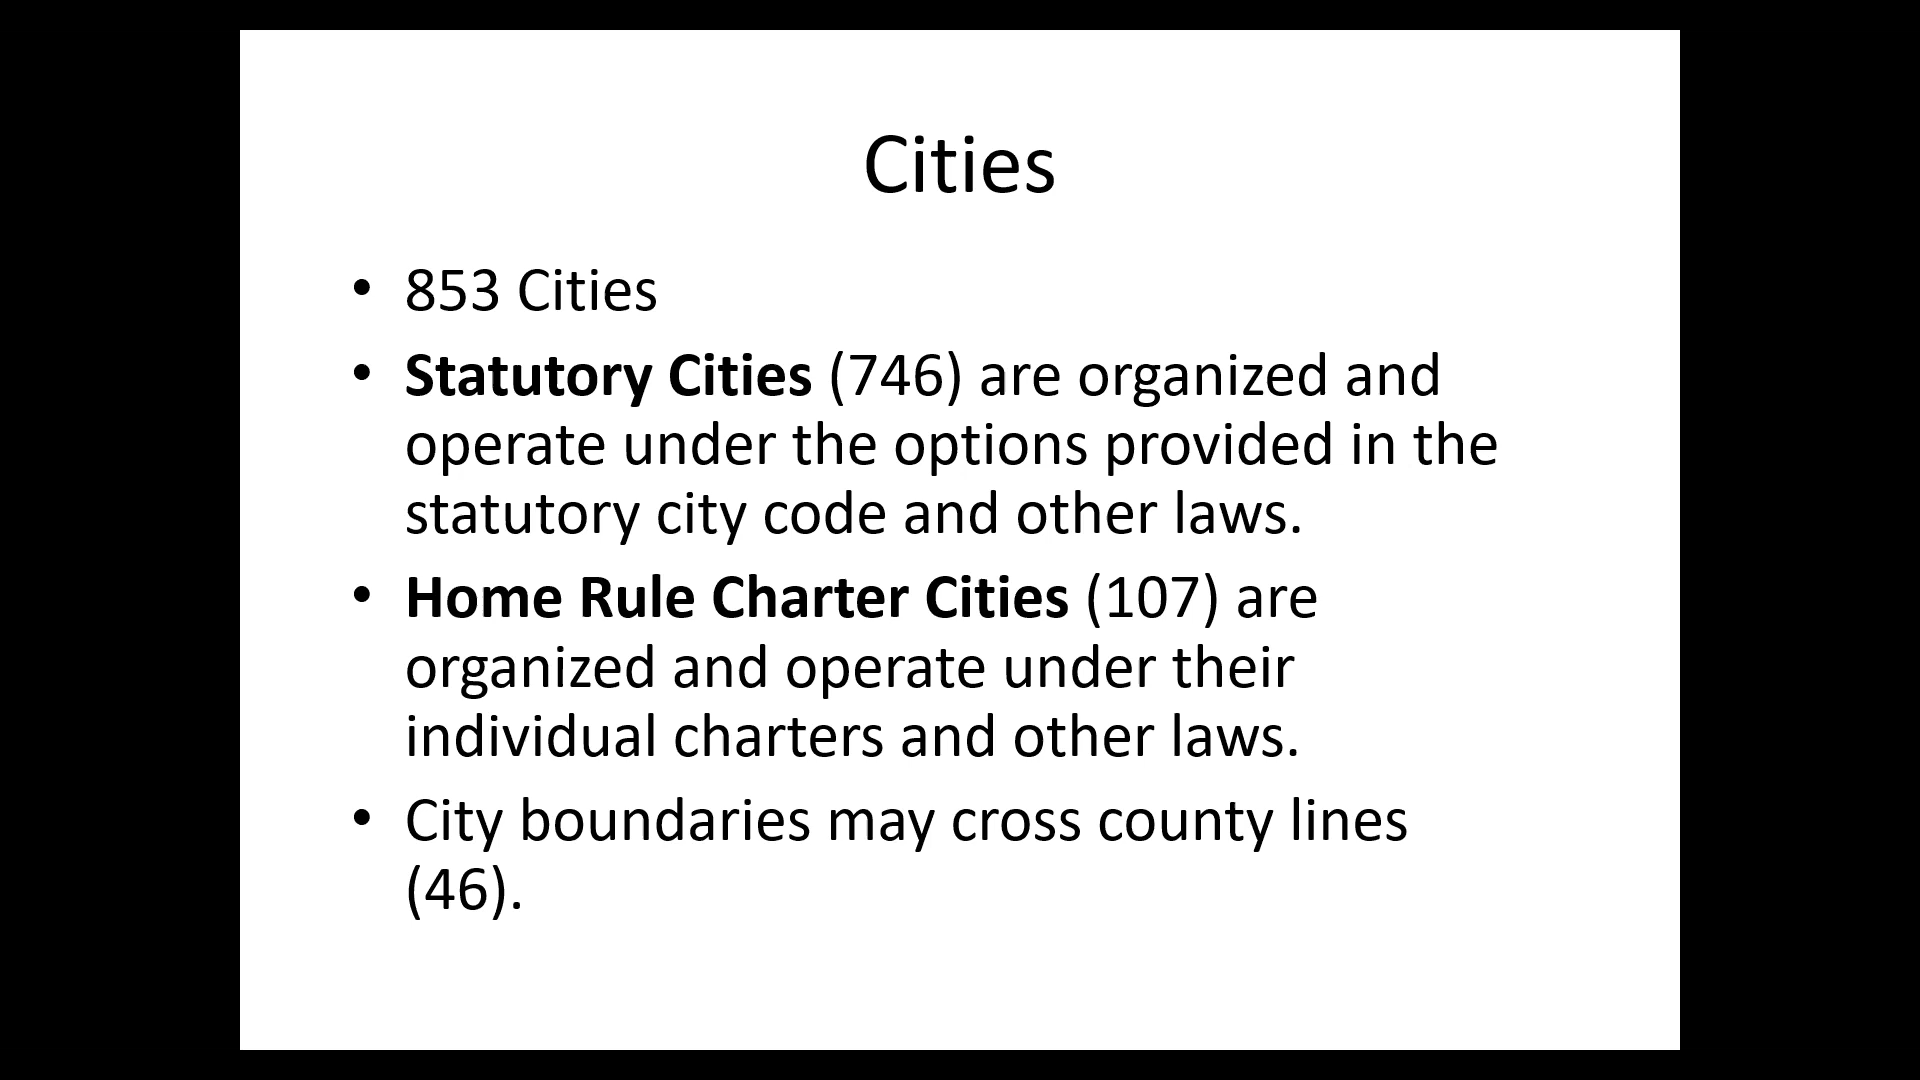 Cities
• 853 Cities
• Statutory Cities (746) are organized and
operate under the options provided in the
statutory city code and other laws.
• Home Rule Charter Cities (107) are
organized and operate under their
individual charters and other laws.
• City boundaries may cross county lines
(46).